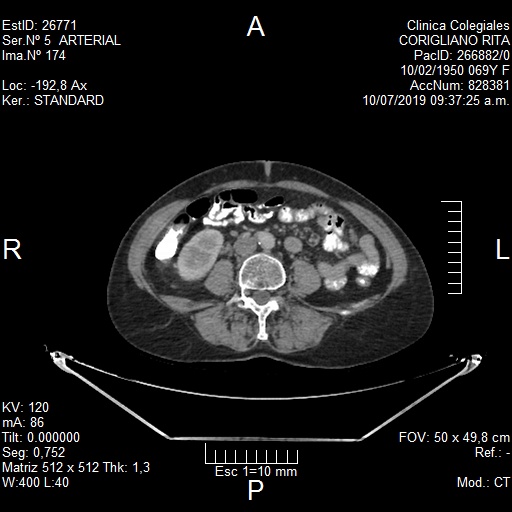 EstID: 26771
Ser.Nº 5 ARTERIAL
Ima.Nº 174
Loc: -192,8 Ax
Ker.: STANDARD
A
Clinica Colegiales
CORIGLIANO RITA
PacID: 266882/0
10/02/1950 069Y F
AccNum: 828381
10/07/2019 09:37:25 a.m.
R
L
KV: 120
mA: 86
Tilt: 0.000000
Seg: 0,752
Matriz 512 x 512 Thk: 1,3
W:400 L:40
Esc 1=10 mm
P
FOV: 50 x 49,8 cm
Ref.: -
Mod.: CT